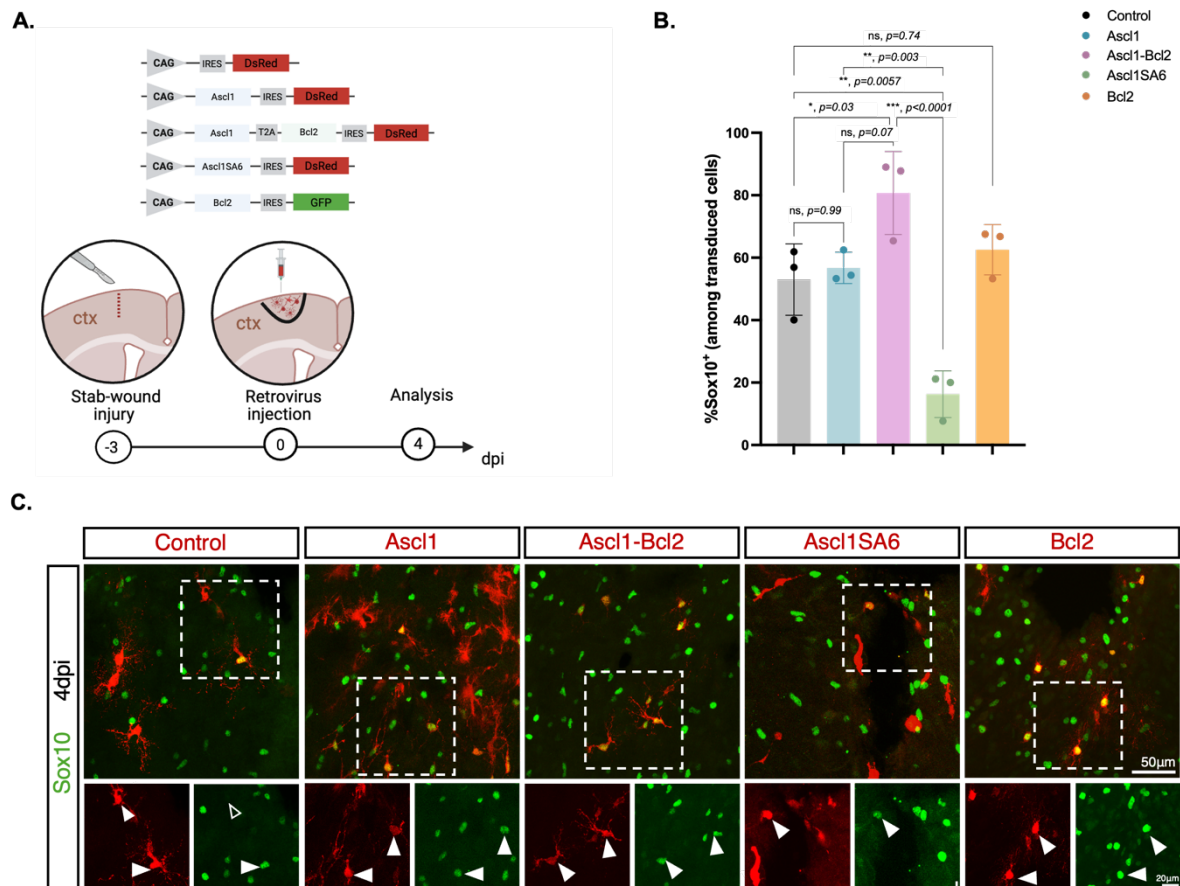 A.
CAG IRES DsRed
CAG Ascl1 IRES DsRed
CAG Ascl1 T2A Bcl2 IRES DsRed
CAG Ascl1SA6 IRES DsRed
CAG Bcl2 IRES GFP
ctx
ctx
Stab-wound
injury
Retrovirus
injection
Analysis
-3
0
4
dpi
B.
Control
Ascl1
Ascl1-Bcl2
Ascl1SA6
Bcl2
ns, p=0.74
**, p=0.003
**, p=0.0057
*, p=0.03
***, p<0.0001
ns, p=0.07
ns, p=0.99
%Sox10⁺ (among transduced cells)
100
80
60
40
20
0
C.
Control
Ascl1
Ascl1-Bcl2
Ascl1SA6
Bcl2
4dpi
Sox10
50µm
20µm